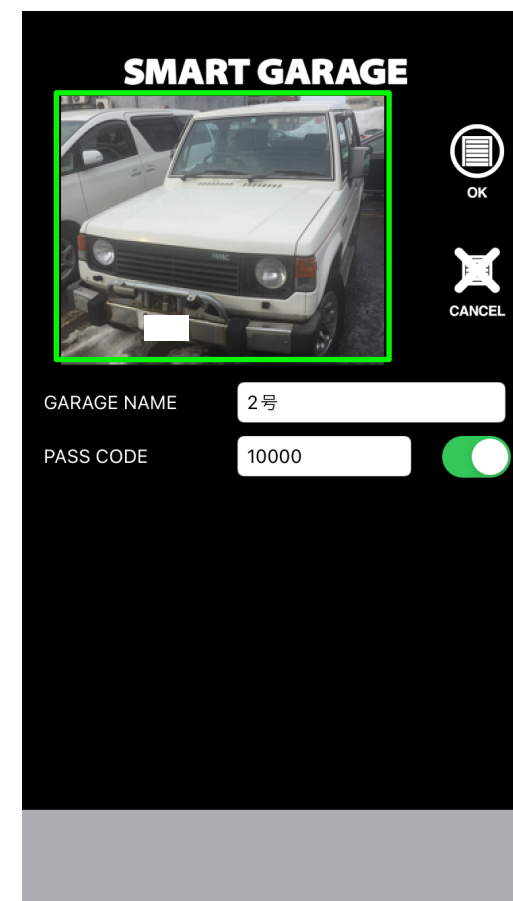 SMART GARAGE
OK
CANCEL
GARAGE NAME
2号
PASS CODE
10000